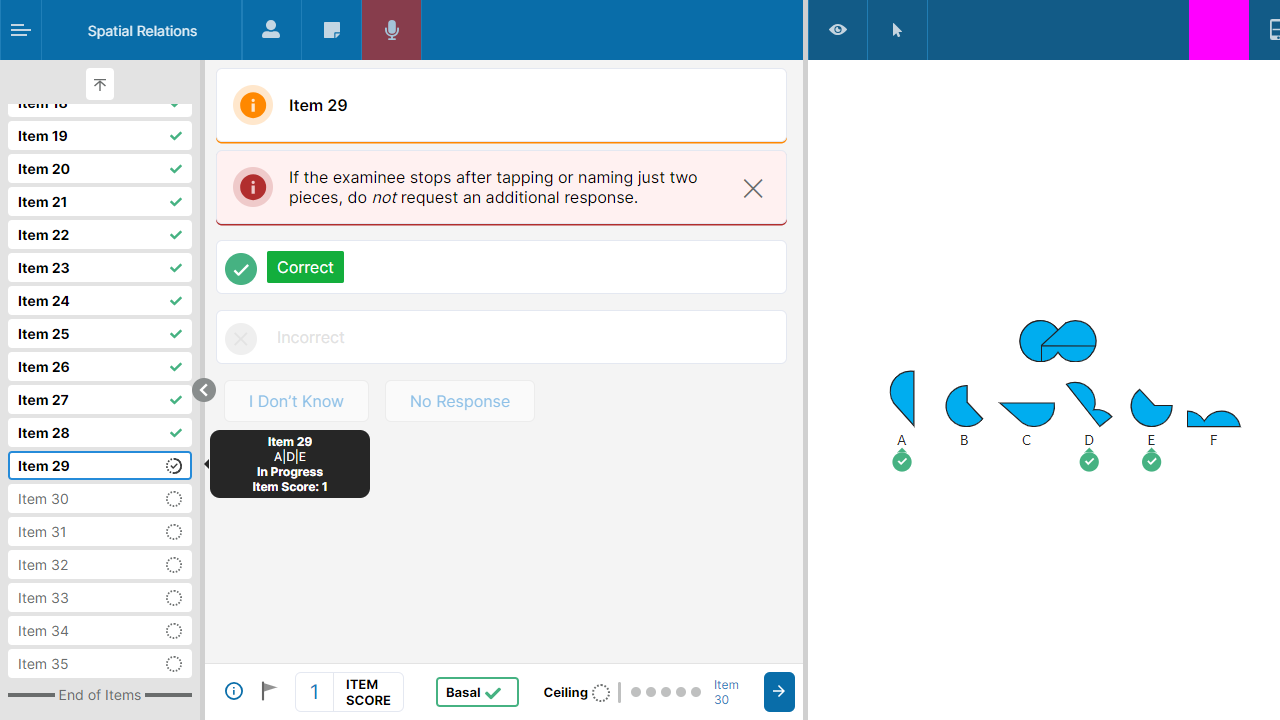 Spatial Relations
Item 18
Item 19
Item 20
Item 21
Item 22
Item 23
Item 24
Item 25
Item 26
Item 27
Item 28
Item 29
Item 30
Item 31
Item 32
Item 33
Item 34
Item 35
End of Items
Item 29
If the examinee stops after tapping or naming just two
pieces, do not request an additional response.
Correct
Incorrect
I Don’t Know
No Response
Item 29
A|D|E
In Progress
Item Score: 1
1
ITEM
SCORE
Basal
Ceiling
Item
30
A
B
C
D
E
F